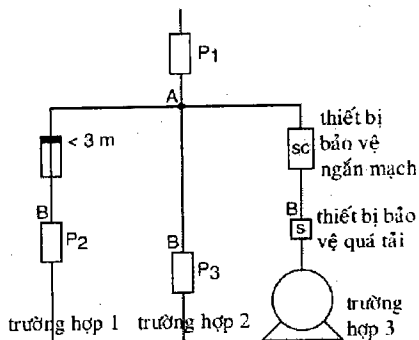 P1
A
< 3 m
SC
thiết bị
bảo vệ
ngắn mạch
B
P2
B
P3
B
S
thiết bị bảo
vệ quá tải
trường hợp 1
trường hợp 2
trường
hợp 3